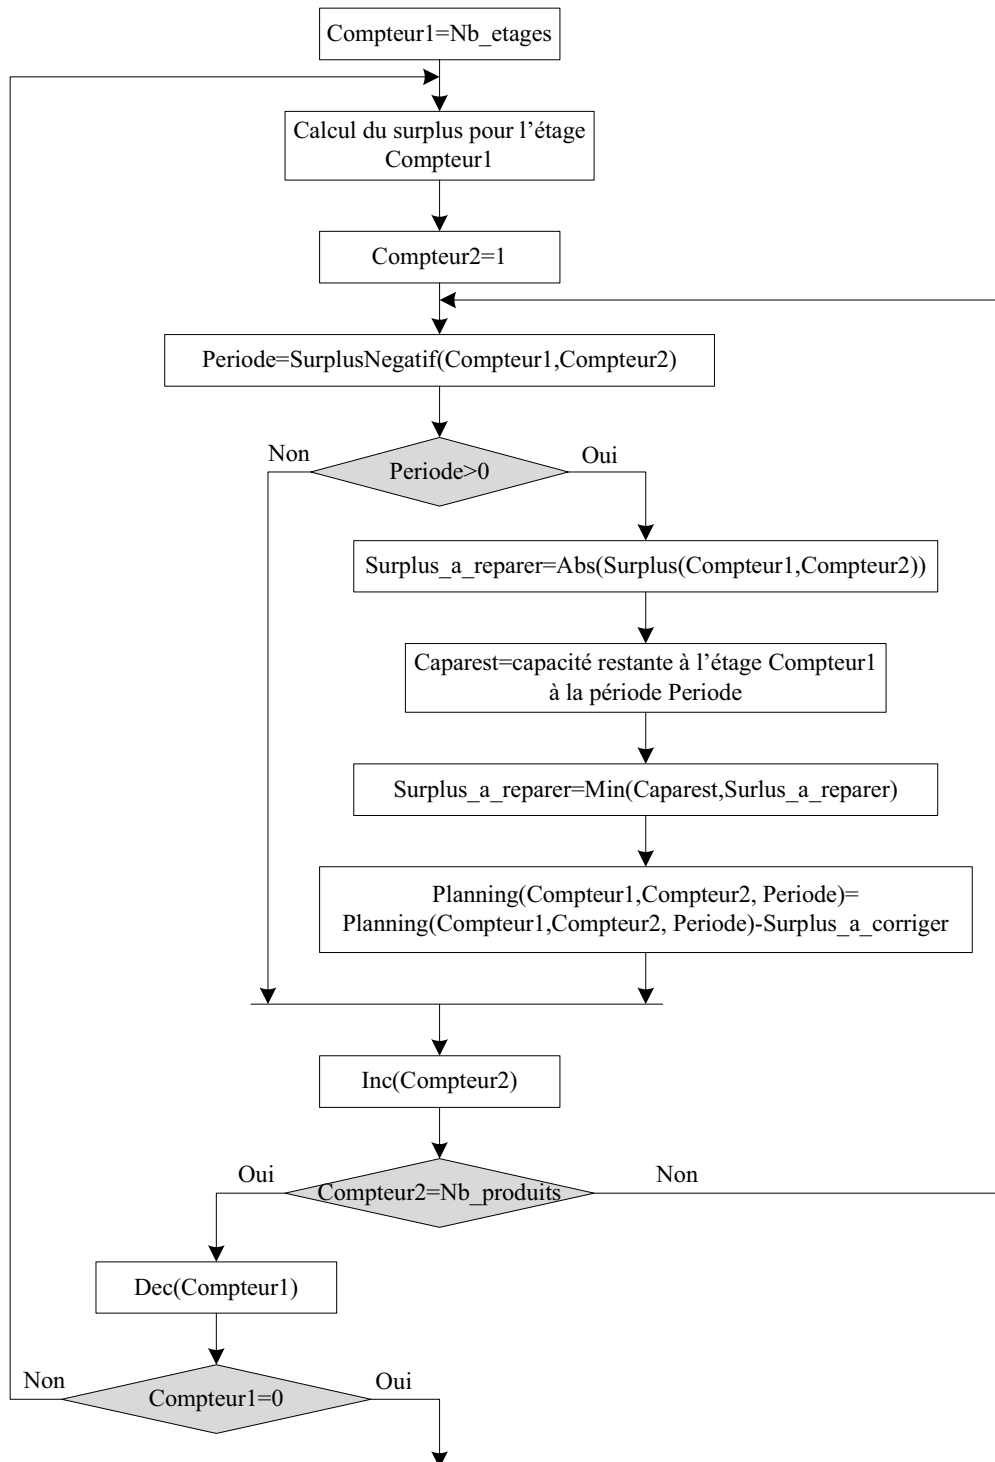 Compteur1=Nb_etages
Calcul du surplus pour l'étage
Compteur1
Compteur2=1
Periode=SurplusNegatif(Compteur1,Compteur2)
Non
Oui
Periode>0
Surplus_a_reparer=Abs(Surplus(Compteur1,Compteur2))
Caparest=capacité restante à l'étage Compteur1
à la période Periode
Surplus_a_reparer=Min(Caparest,Surlus_a_reparer)
Planning(Compteur1,Compteur2, Periode)=
Planning(Compteur1,Compteur2, Periode)-Surplus_a_corriger
Inc(Compteur2)
Oui
Non
Compteur2=Nb_produits
Dec(Compteur1)
Non
Oui
Compteur1=0